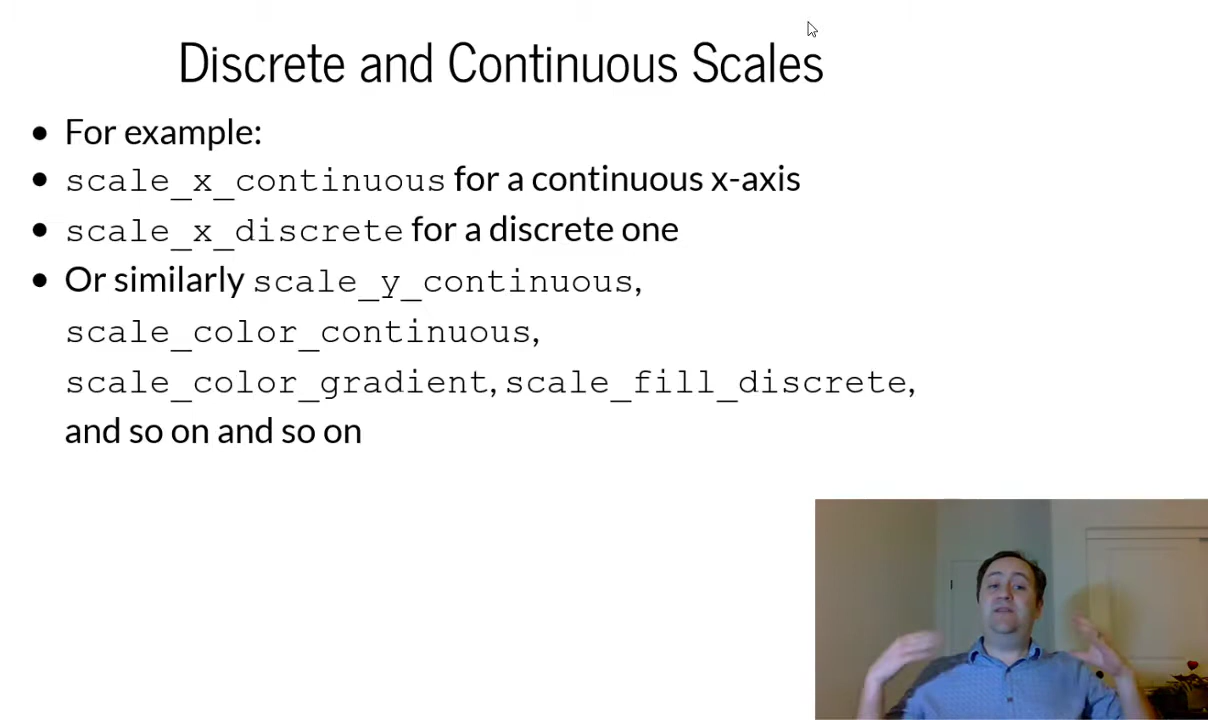 Discrete and Continuous Scales
• For example:
• scale_x_continuous for a continuous x-axis
• scale_x_discrete for a discrete one
• Or similarly scale_y_continuous,
scale_color_continuous,
scale_color_gradient, scale_fill_discrete,
and so on and so on